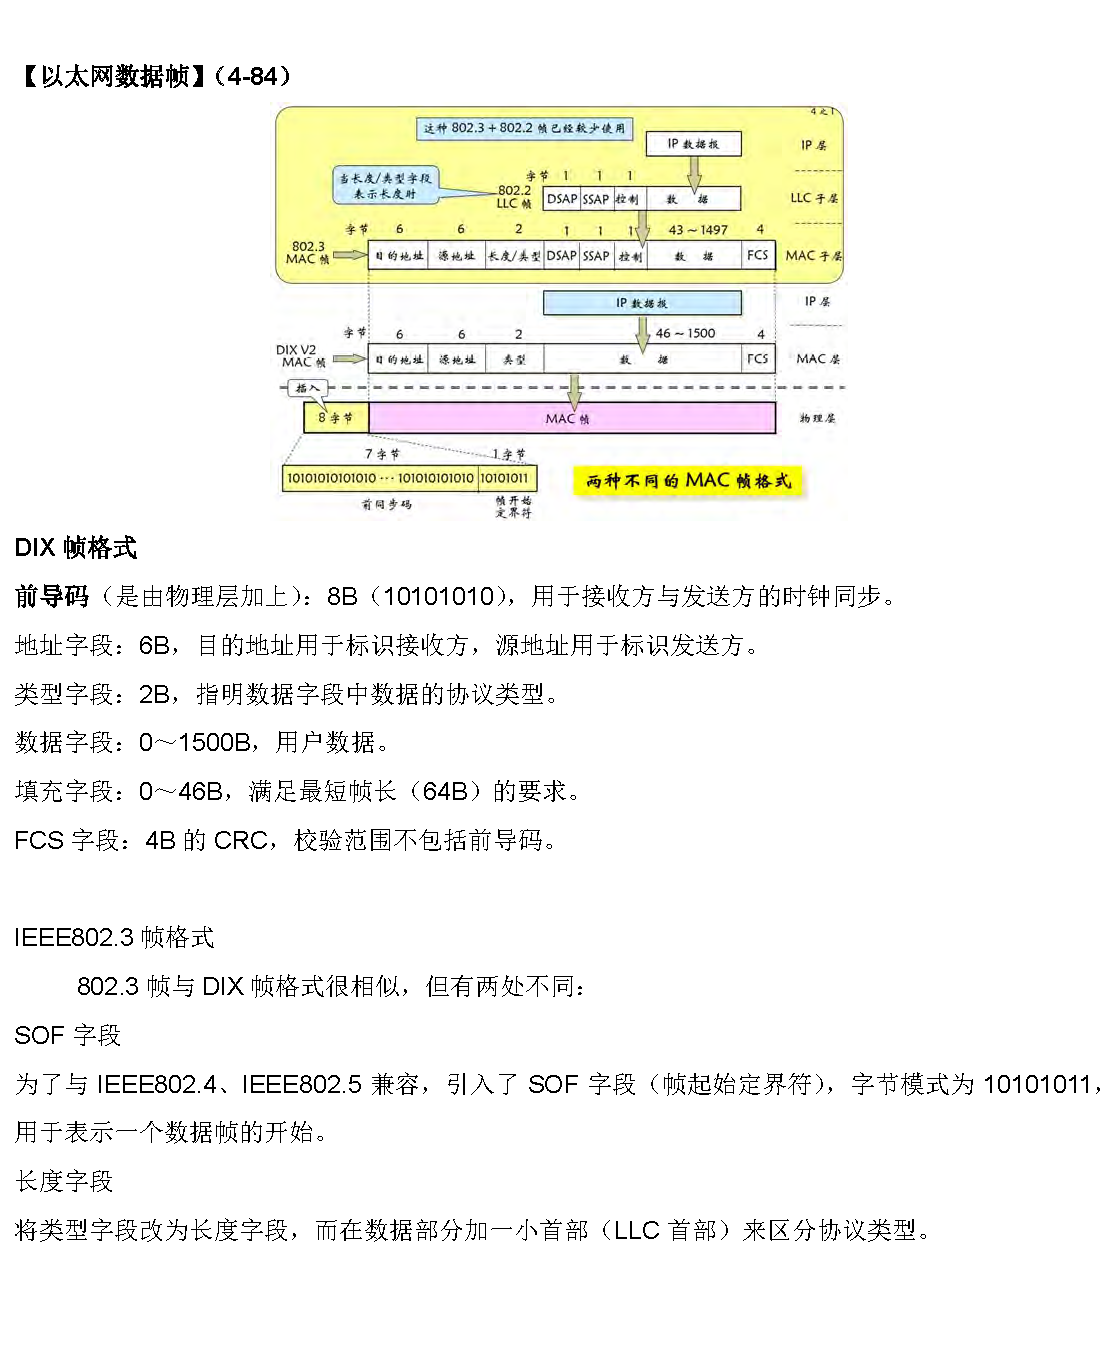 【以太网数据帧】（4-84）
4之1
这种 802.3 + 802.2 帧已经较少使用
IP 数据报
IP 层
当长度/类型字段
表示长度时
字节 1 1 1
802.2
LLC 帧
DSAP SSAP 控制 数 据
LLC 子层
字节 6 6 2 1 1 1 43 ~ 1497 4
802.3
MAC 帧
目的地址 源地址 长度/类型 DSAP SSAP 控制 数 据 FCS
MAC 子层
IP 数据报
IP 层
字节 6 6 2 46 ~ 1500 4
DIX V2
MAC 帧
目的地址 源地址 类型 数 据 FCS
MAC 层
插入
8 字节
MAC 帧
物理层
7 字节 1 字节
10101010101010 ··· 101010101010 10101011
前同步码
帧开始
定界符
两种不同的 MAC 帧格式
DIX 帧格式
前导码（是由物理层加上）：8B（10101010），用于接收方与发送方的时钟同步。
地址字段：6B，目的地址用于标识接收方，源地址用于标识发送方。
类型字段：2B，指明数据字段中数据的协议类型。
数据字段：0～1500B，用户数据。
填充字段：0～46B，满足最短帧长（64B）的要求。
FCS 字段：4B 的 CRC，校验范围不包括前导码。
IEEE802.3 帧格式
802.3 帧与 DIX 帧格式很相似，但有两处不同：
SOF 字段
为了与 IEEE802.4、IEEE802.5 兼容，引入了 SOF 字段（帧起始定界符），字节模式为 10101011，
用于表示一个数据帧的开始。
长度字段
将类型字段改为长度字段，而在数据部分加一小首部（LLC 首部）来区分协议类型。